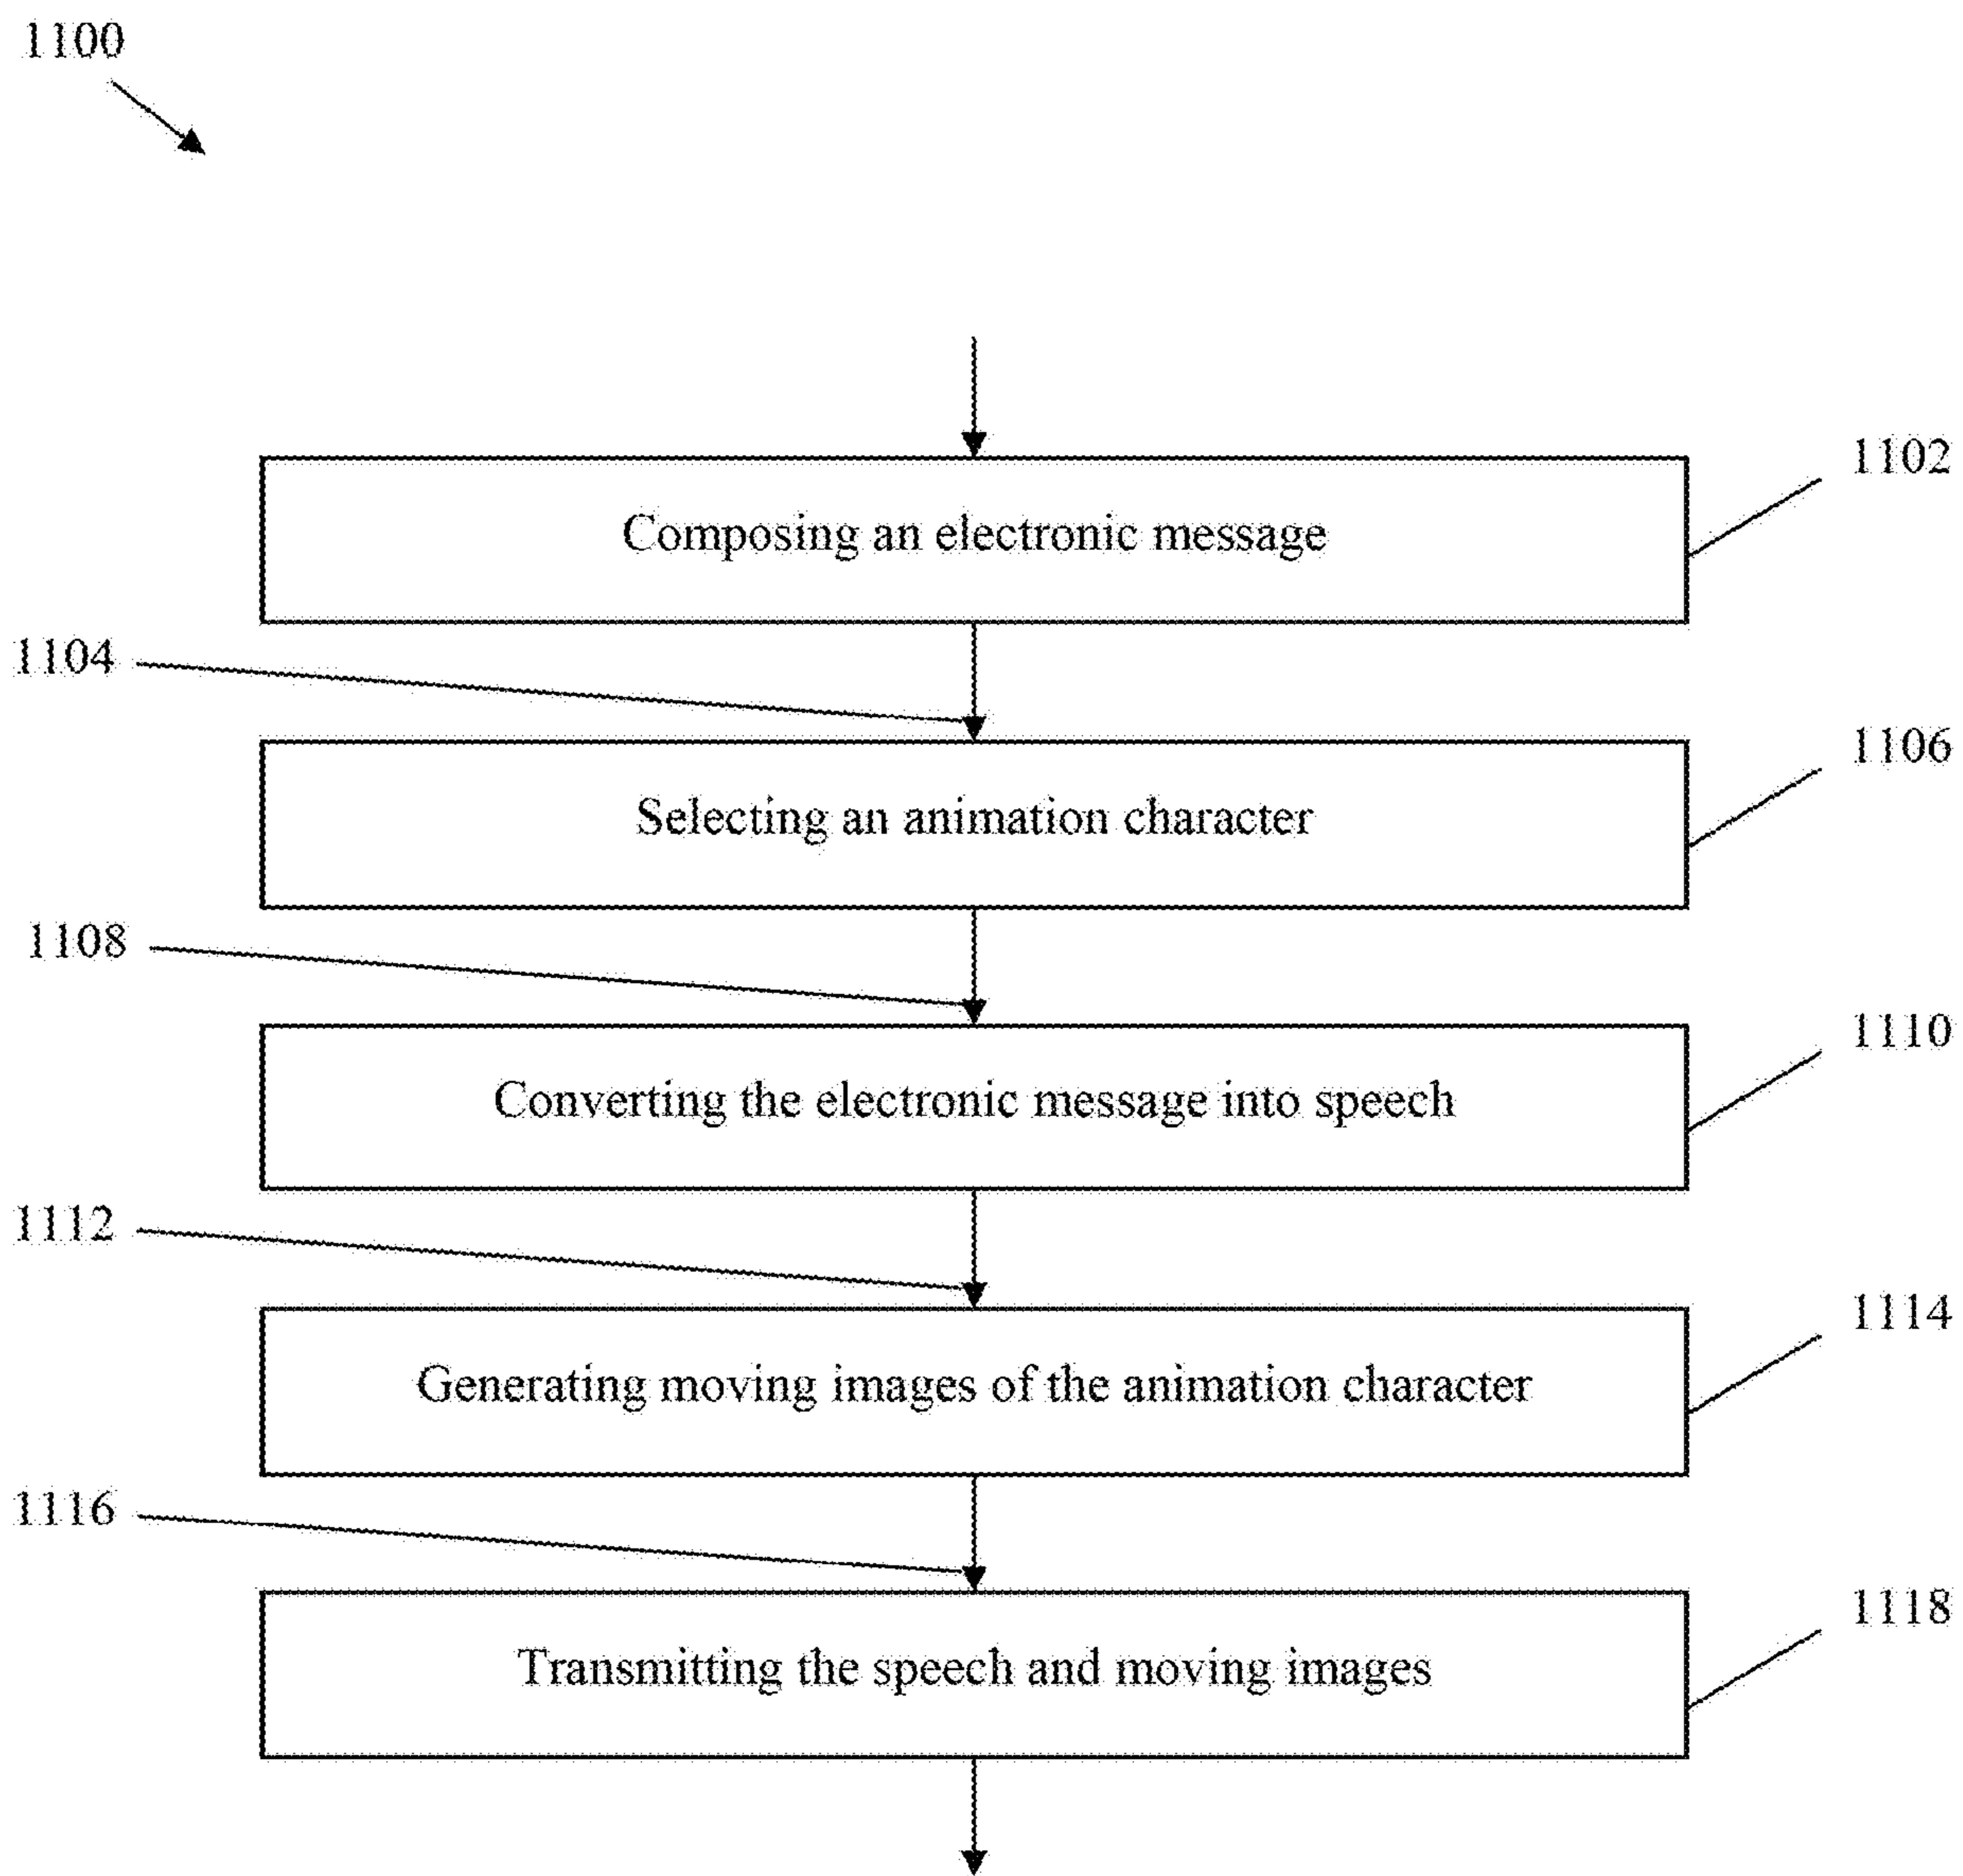 1100
1102
Composing an electronic message
1104
1106
Selecting an animation character
1108
1110
Converting the electronic message into speech
1112
1114
Generating moving images of the animation character
1116
1118
Transmitting the speech and moving images